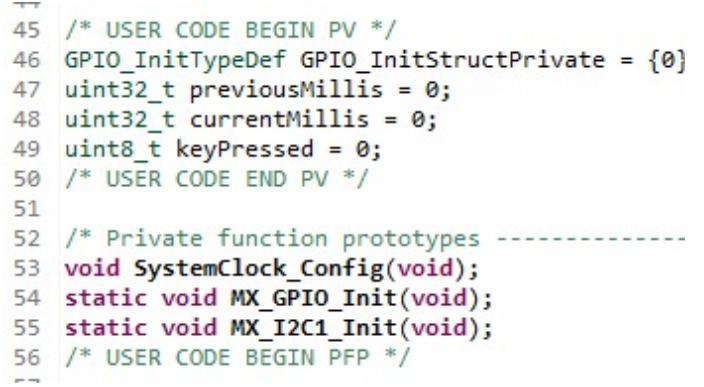 45 /* USER CODE BEGIN PV */
46 GPIO_InitTypeDef GPIO_InitStructPrivate = {0}
47 uint32_t previousMillis = 0;
48 uint32_t currentMillis = 0;
49 uint8_t keyPressed = 0;
50 /* USER CODE END PV */
51
52 /* Private function prototypes ---------------
53 void SystemClock_Config(void);
54 static void MX_GPIO_Init(void);
55 static void MX_I2C1_Init(void);
56 /* USER CODE BEGIN PFP */